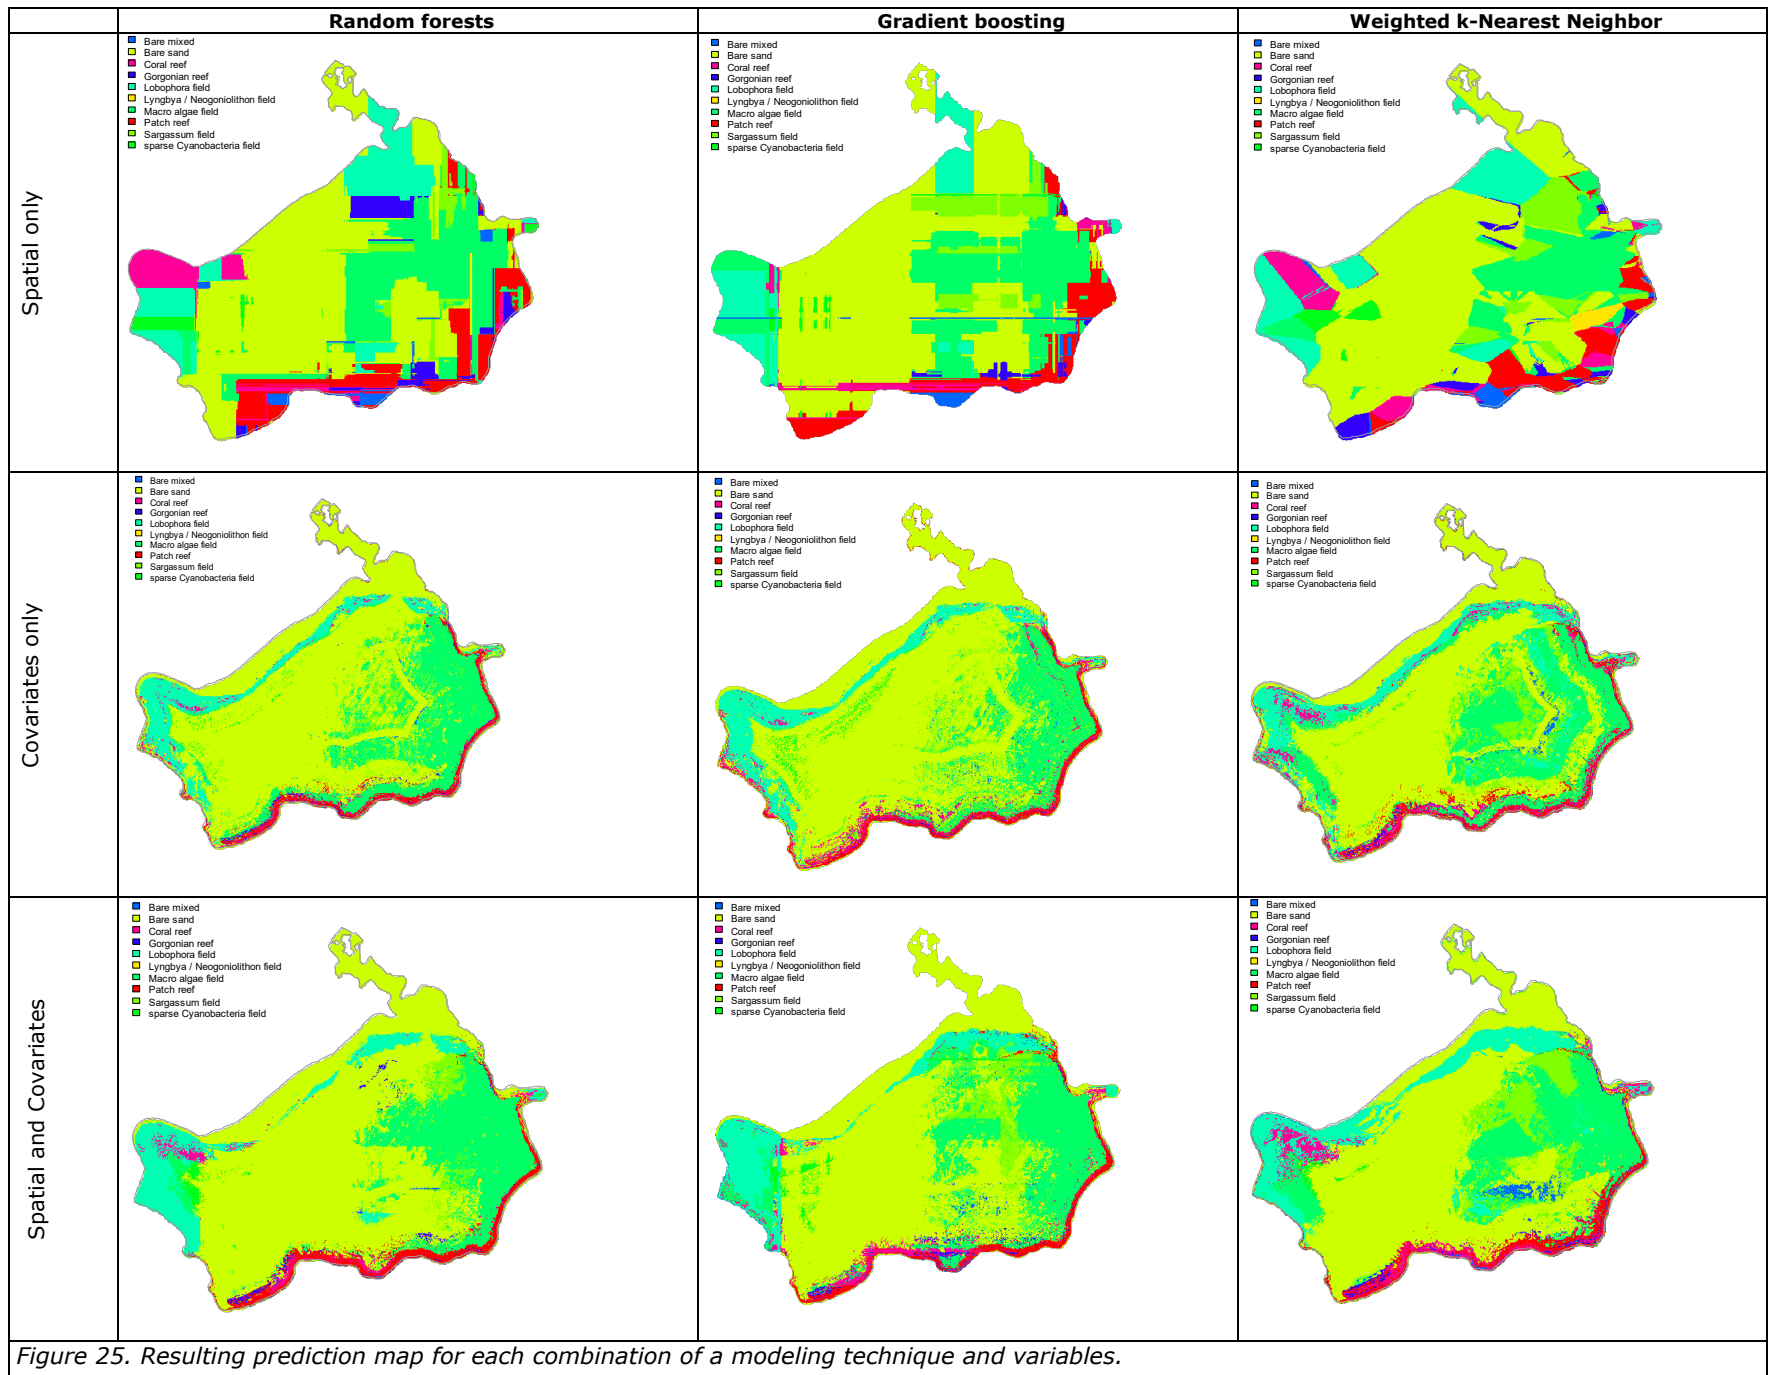 Random forests
Gradient boosting
Weighted k-Nearest Neighbor
Spatial only
Bare mixed
Bare sand
Coral reef
Gorgonian reef
Lobophora field
Lyngbya / Neogoniolithon field
Macro algae field
Patch reef
Sargassum field
sparse Cyanobacteria field
Bare mixed
Bare sand
Coral reef
Gorgonian reef
Lobophora field
Lyngbya / Neogoniolithon field
Macro algae field
Patch reef
Sargassum field
sparse Cyanobacteria field
Bare mixed
Bare sand
Coral reef
Gorgonian reef
Lobophora field
Lyngbya / Neogoniolithon field
Macro algae field
Patch reef
Sargassum field
sparse Cyanobacteria field
Covariates only
Bare mixed
Bare sand
Coral reef
Gorgonian reef
Lobophora field
Lyngbya / Neogoniolithon field
Macro algae field
Patch reef
Sargassum field
sparse Cyanobacteria field
Bare mixed
Bare sand
Coral reef
Gorgonian reef
Lobophora field
Lyngbya / Neogoniolithon field
Macro algae field
Patch reef
Sargassum field
sparse Cyanobacteria field
Bare mixed
Bare sand
Coral reef
Gorgonian reef
Lobophora field
Lyngbya / Neogoniolithon field
Macro algae field
Patch reef
Sargassum field
sparse Cyanobacteria field
Spatial and Covariates
Bare mixed
Bare sand
Coral reef
Gorgonian reef
Lobophora field
Lyngbya / Neogoniolithon field
Macro algae field
Patch reef
Sargassum field
sparse Cyanobacteria field
Bare mixed
Bare sand
Coral reef
Gorgonian reef
Lobophora field
Lyngbya / Neogoniolithon field
Macro algae field
Patch reef
Sargassum field
sparse Cyanobacteria field
Bare mixed
Bare sand
Coral reef
Gorgonian reef
Lobophora field
Lyngbya / Neogoniolithon field
Macro algae field
Patch reef
Sargassum field
sparse Cyanobacteria field
Figure 25. Resulting prediction map for each combination of a modeling technique and variables.